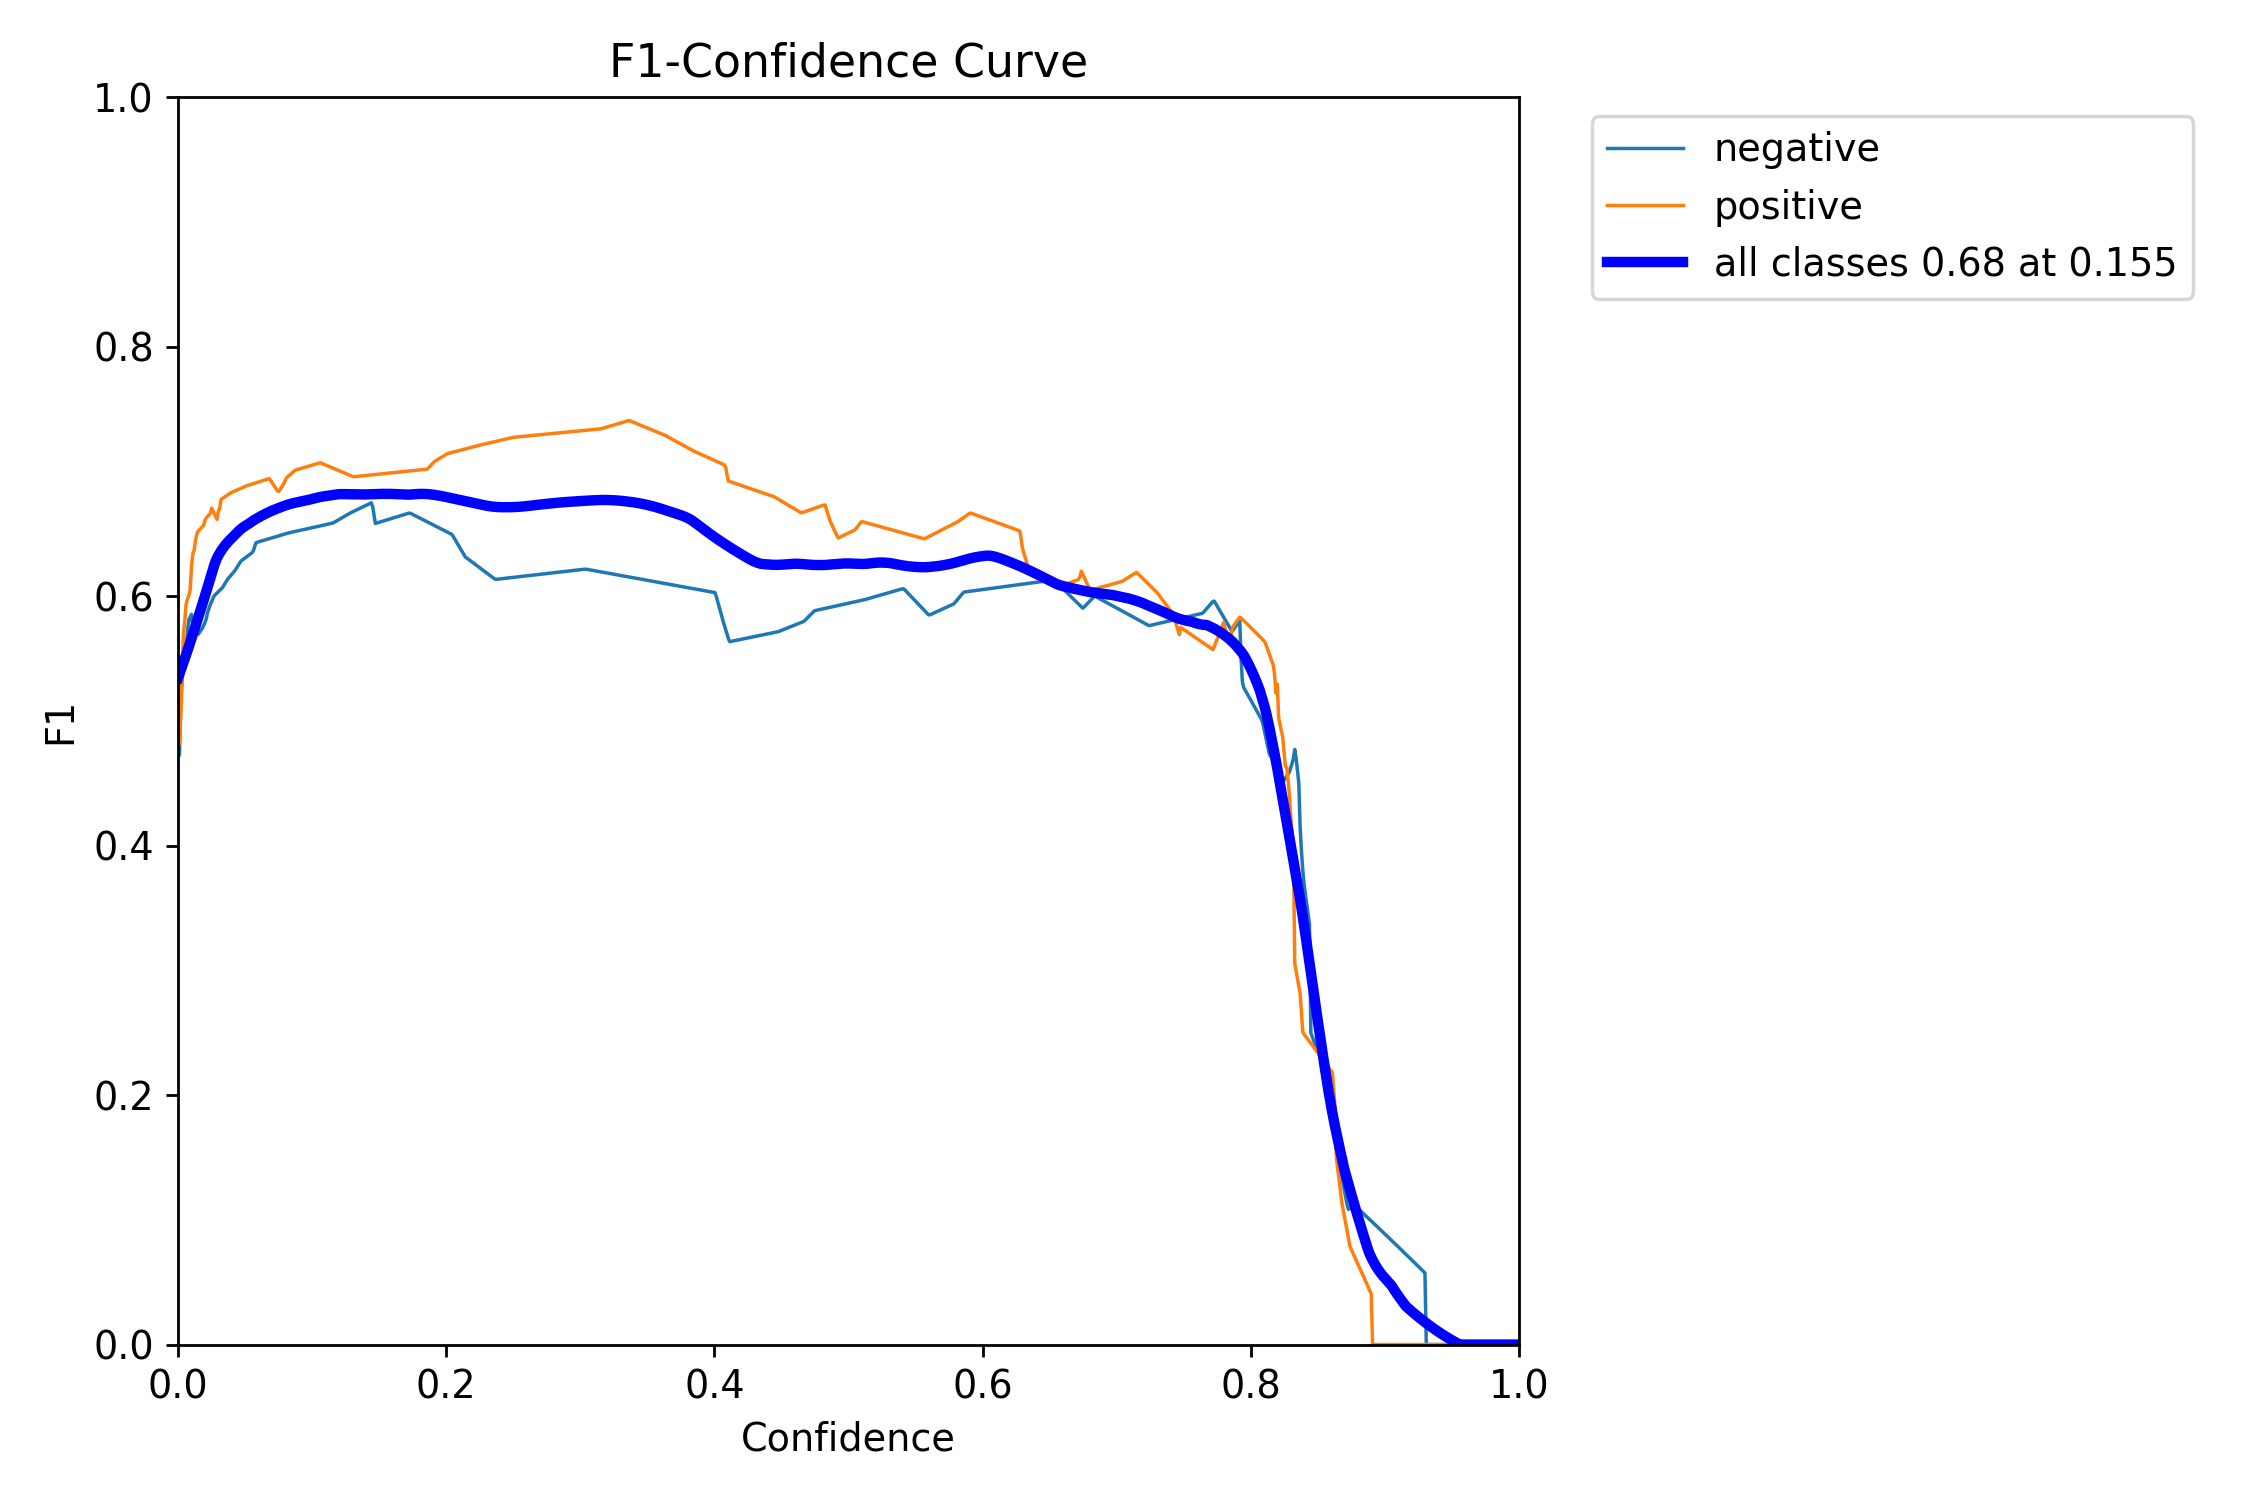 F1-Confidence Curve
1.0
0.8
0.6
0.4
0.2
0.0
F1
0.0 0.2 0.4 0.6 0.8 1.0
Confidence
negative
positive
all classes 0.68 at 0.155